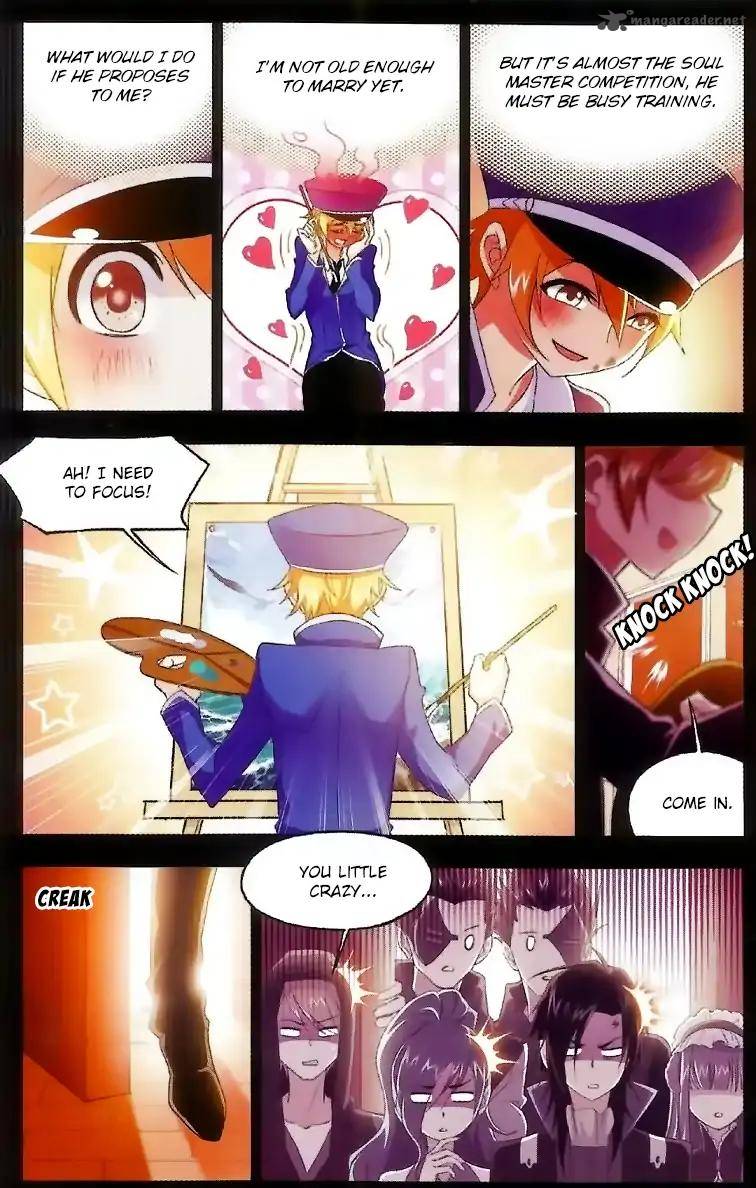 mangareader.net
WHAT WOULD I DO
IF HE PROPOSES
TO ME?
I'M NOT OLD ENOUGH
TO MARRY YET.
BUT IT'S ALMOST THE SOUL
MASTER COMPETITION, HE
MUST BE BUSY TRAINING.
AH! I NEED
TO FOCUS!
KNOCK KNOCK!
COME IN.
CREAK
YOU LITTLE
CRAZY...